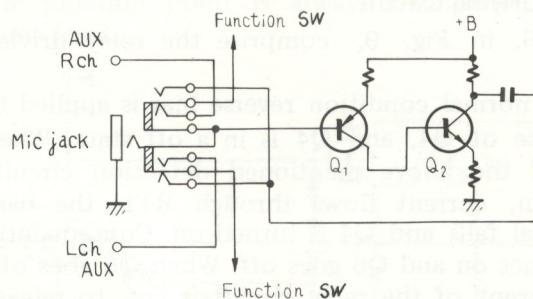 Function SW
AUX
Rch
+B
Mic jack
Q1
Q2
Lch
AUX
Function SW